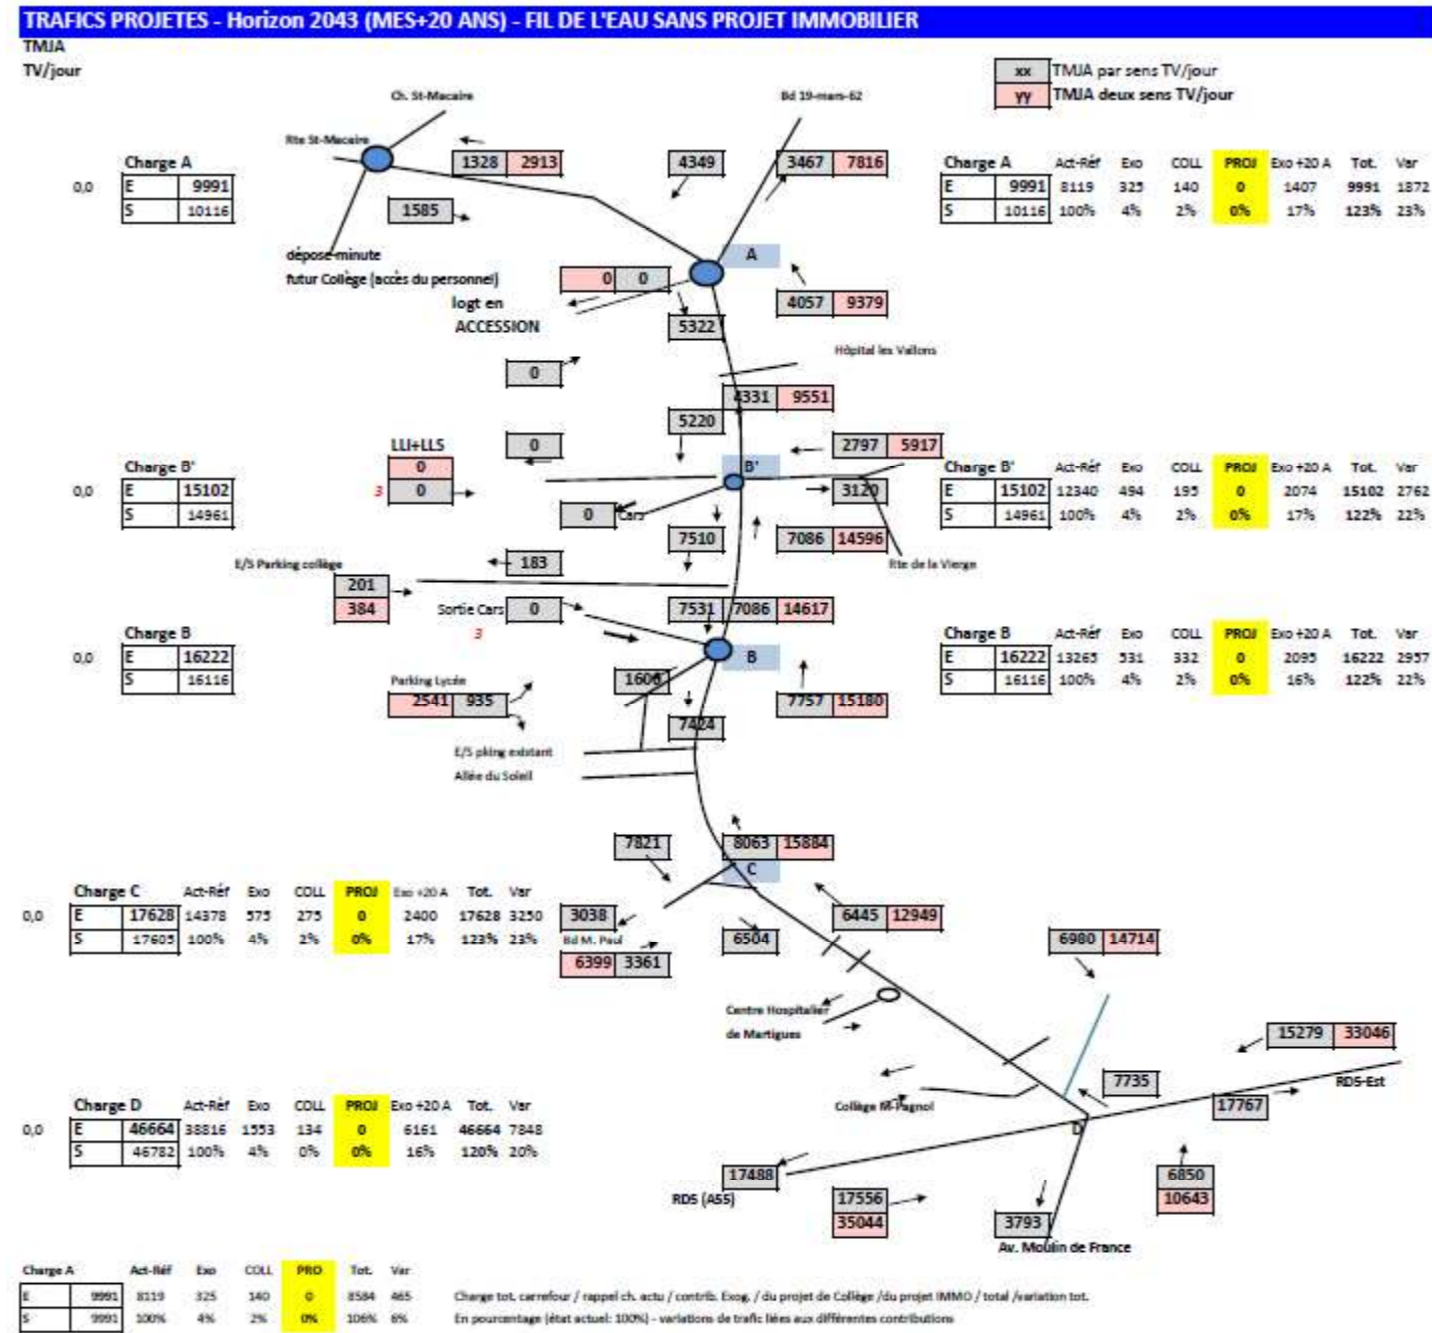 TRAFICS PROJETES - Horizon 2043 (MES+20 ANS) - FIL DE L'EAU SANS PROJET IMMOBILIER
TMJA
TV/jour
xx TMJA par sens TV/jour
yy TMJA deux sens TV/jour
Ch. St-Macaire
Bd 19-mars-62
Rte St-Macaire
1328 2913
4349
3467 7816
Charge A
0,0
E 9991
S 10116
1585
Charge A Act-Réf Exo COLL PROJ Exo +20 A Tot. Var
E 9991 8119 325 140 0 1407 9991 1872
S 10116 100% 4% 2% 0% 17% 123% 23%
dépose-minute
futur Collège (accès du personnel)
A
0 0
4057 9379
logt en
ACCESSION
5322
Hôpital les Vallons
0
4331 9551
5220
LLI+LLS
0
0
3 0
2797 5917
B'
3120
Charge B'
0,0
E 15102
S 14961
Charge B' Act-Réf Exo COLL PROJ Exo +20 A Tot. Var
E 15102 12340 494 195 0 2074 15102 2762
S 14961 100% 4% 2% 0% 17% 122% 22%
0 Cars
7510
7086 14596
Rte de la Vierge
E/S Parking collège
183
201
384
Sortie Cars 0
3
7531 7086 14617
Charge B
0,0
E 16222
S 16116
B
Charge B Act-Réf Exo COLL PROJ Exo +20 A Tot. Var
E 16222 13265 531 332 0 2095 16222 2957
S 16116 100% 4% 2% 0% 16% 122% 22%
Parking Lycée
2541 935
1606
7757 15180
7424
E/S pking existant
Allée du Soleil
7821
8063 15884
C
Charge C Act-Réf Exo COLL PROJ Exo +20 A Tot. Var
0,0
E 17628 14378 575 275 0 2400 17628 3250
S 17605 100% 4% 2% 0% 17% 123% 23%
3038
Bd M. Paul
6399 3361
6504
6445 12949
6980 14714
Centre Hospitalier
de Martigues
15279 33046
7735
RD5-Est
17767
Collège M-Pagnol
D
Charge D Act-Réf Exo COLL PROJ Exo +20 A Tot. Var
0,0
E 46664 38816 1553 134 0 6161 46664 7848
S 46782 100% 4% 0% 0% 16% 120% 20%
17488
RD5 (A55)
17556
35044
6850
10643
3793
Av. Moulin de France
Charge A Act-Réf Exo COLL PRO Tot. Var
E 9991 8119 325 140 0 8584 465
S 9991 100% 4% 2% 0% 106% 6%
Charge tot. carrefour / rappel ch. actu / contrib. Exog. / du projet de Collège /du projet IMMO / total /variation tot.
En pourcentage (état actuel: 100%) - variations de trafic liées aux différentes contributions